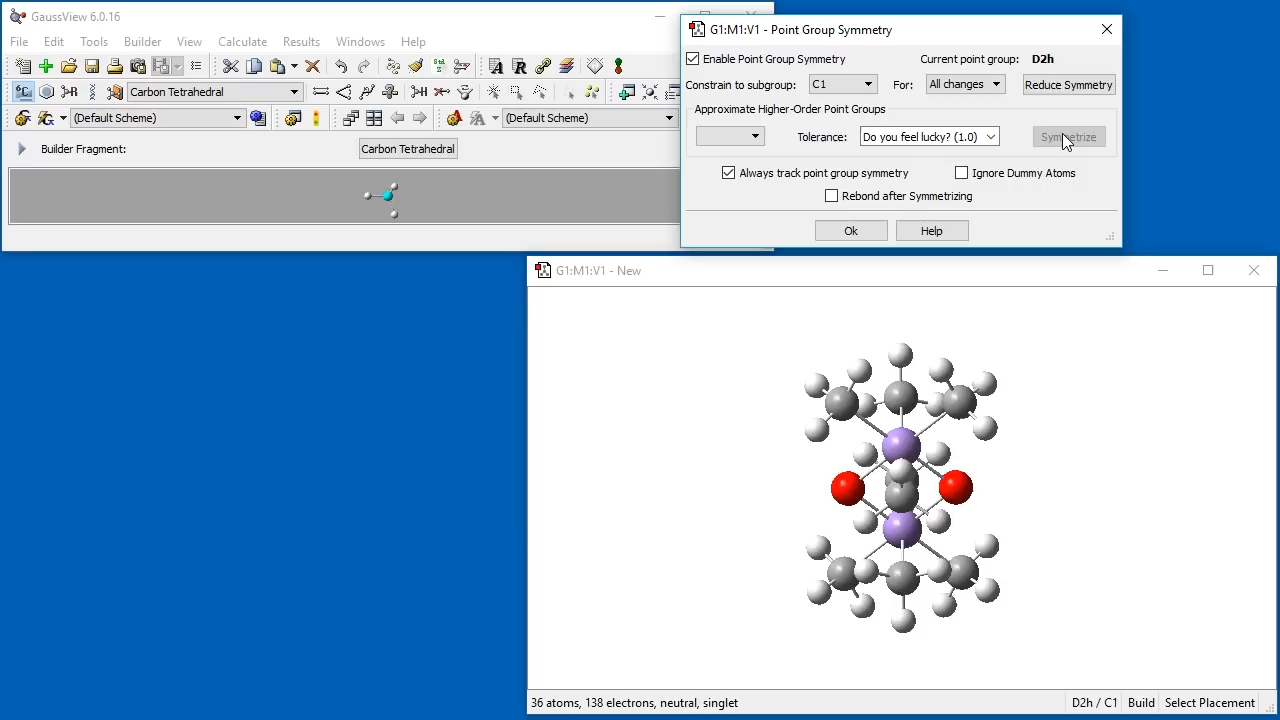 GaussView 6.0.16
File Edit Tools Builder View Calculate Results Windows Help
Carbon Tetrahedral
(Default Scheme) (Default Scheme)
Builder Fragment: Carbon Tetrahedral
G1:M1:V1 - Point Group Symmetry
Enable Point Group Symmetry Current point group: D2h
Constrain to subgroup: C1 For: All changes Reduce Symmetry
Approximate Higher-Order Point Groups
Tolerance: Do you feel lucky? (1.0) Symmetrize
Always track point group symmetry Ignore Dummy Atoms
Rebond after Symmetrizing
Ok Help
G1:M1:V1 - New
36 atoms, 138 electrons, neutral, singlet D2h / C1 Build Select Placement